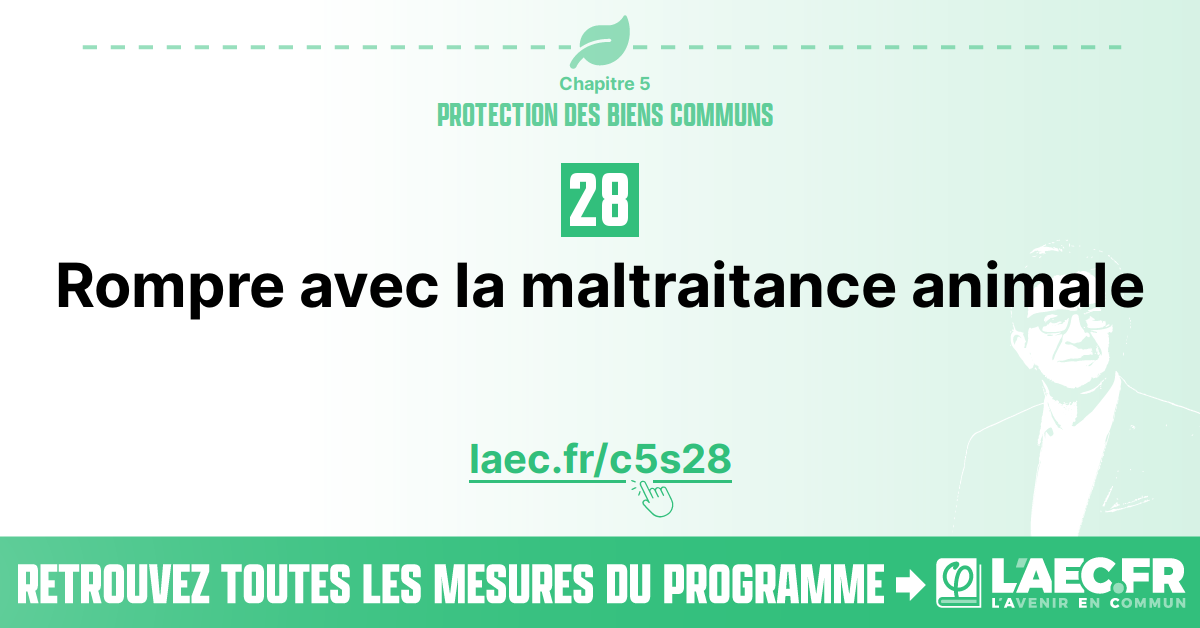 Chapitre 5
PROTECTION DES BIENS COMMUNS
28
Rompre avec la maltraitance animale
laec.fr/c5s28
RETROUVEZ TOUTES LES MESURES DU PROGRAMME
φ L'AEC.FR
L'AVENIR EN COMMUN